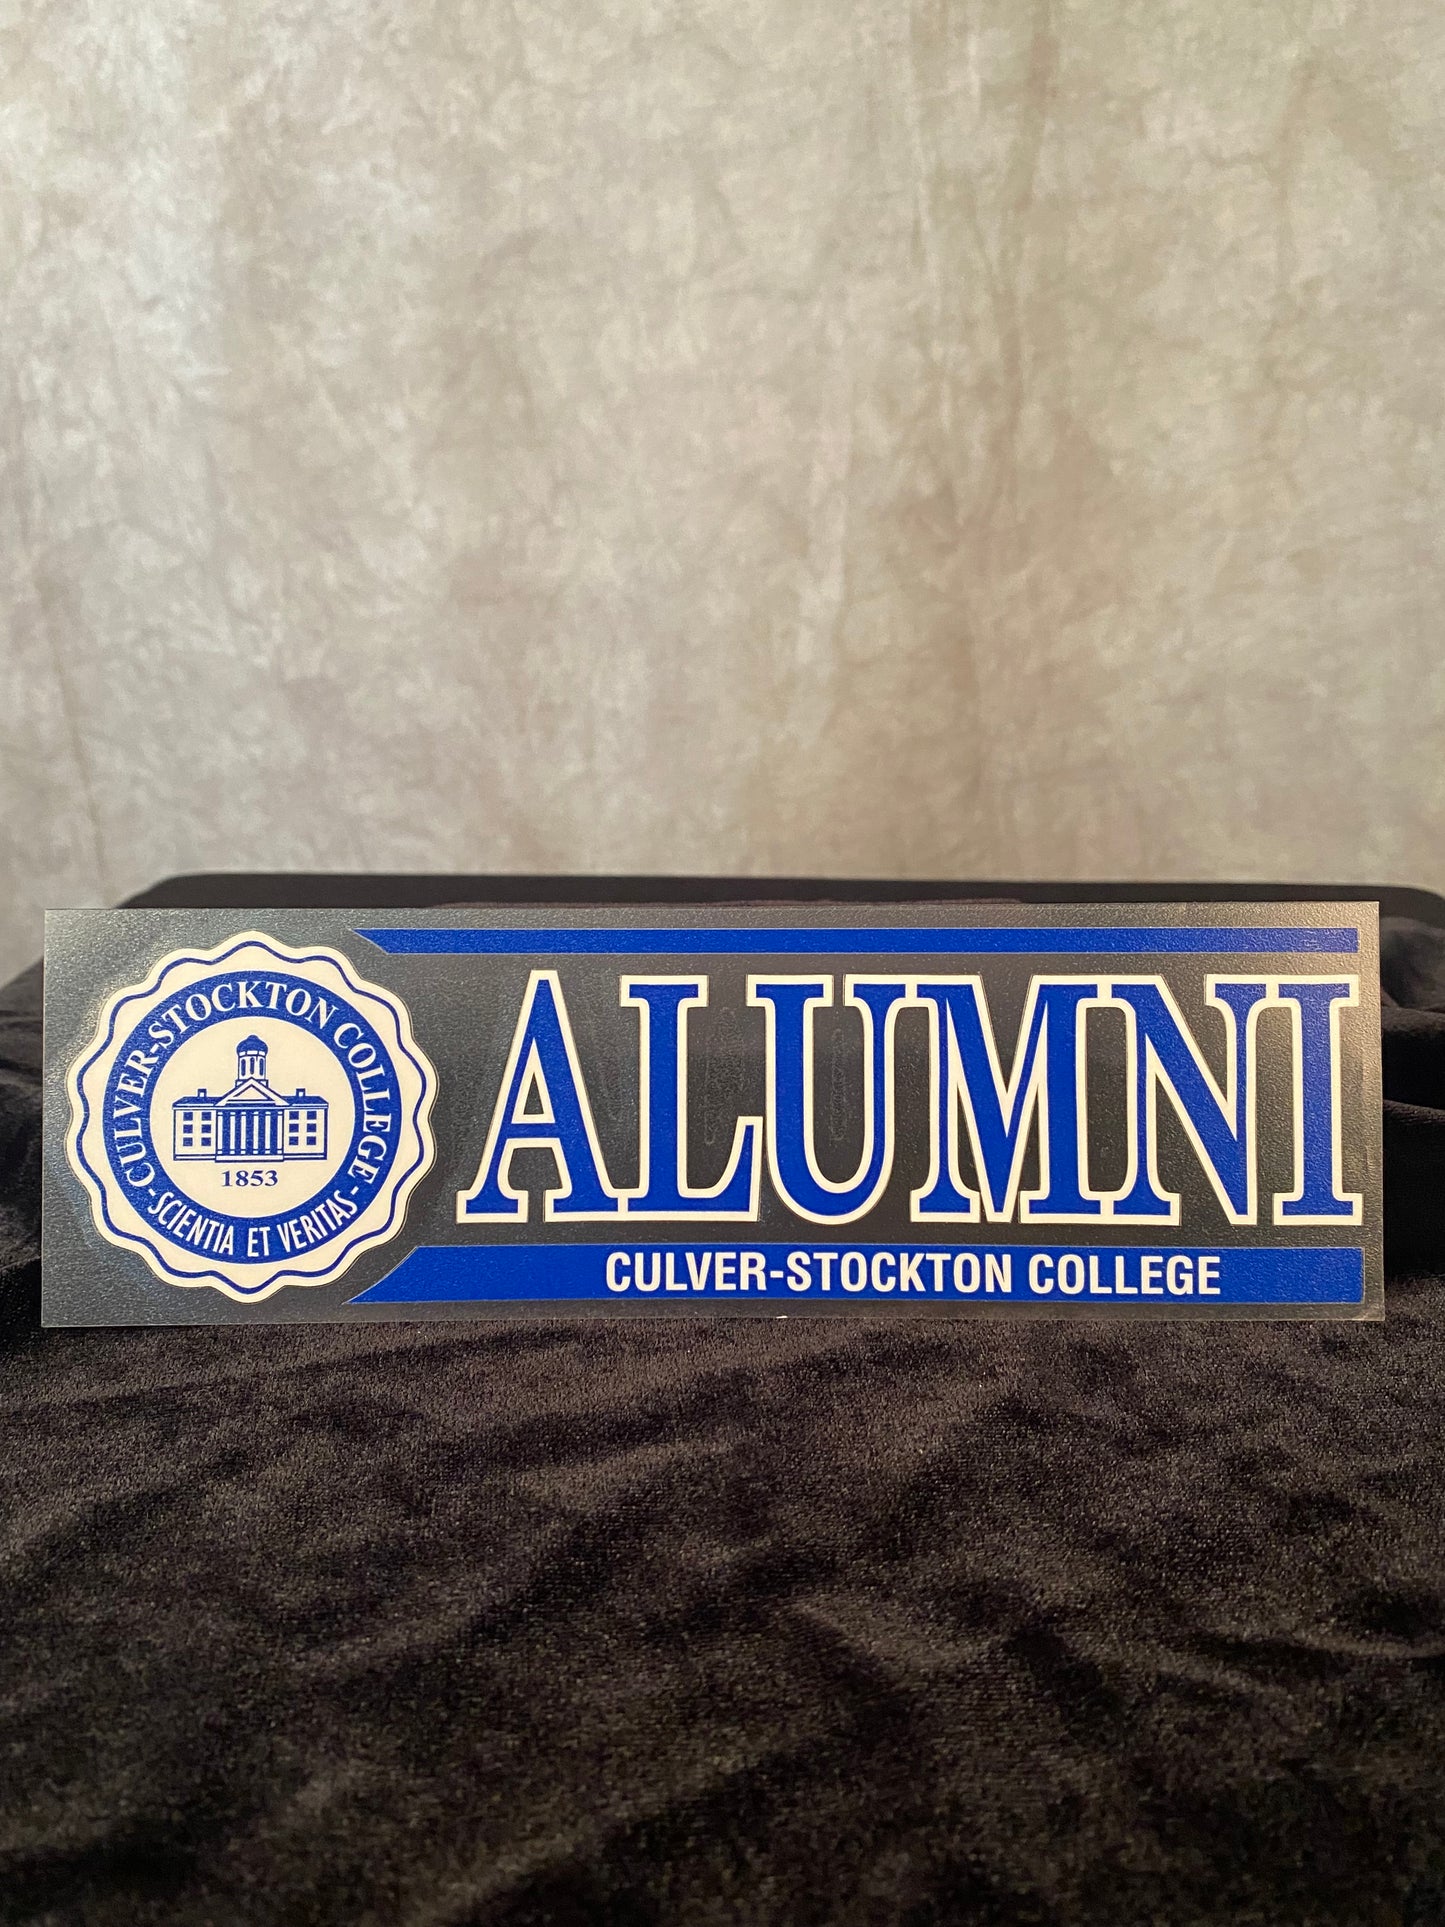 -CULVER-STOCKTON COLLEGE-
1853
SCIENTIA ET VERITAS
ALUMNI
CULVER-STOCKTON COLLEGE